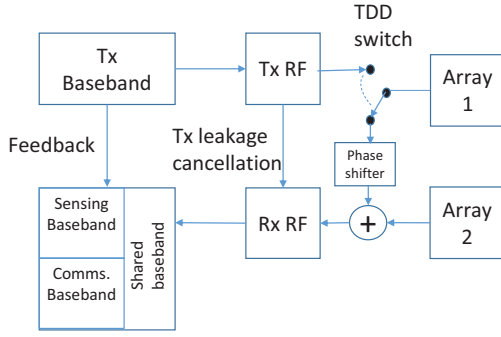 TDD
switch
Tx
Baseband
Tx RF
Array
1
Feedback
Tx leakage
cancellation
Phase
shifter
Sensing
Baseband
Comms.
Baseband
Shared
baseband
Rx RF
+
Array
2